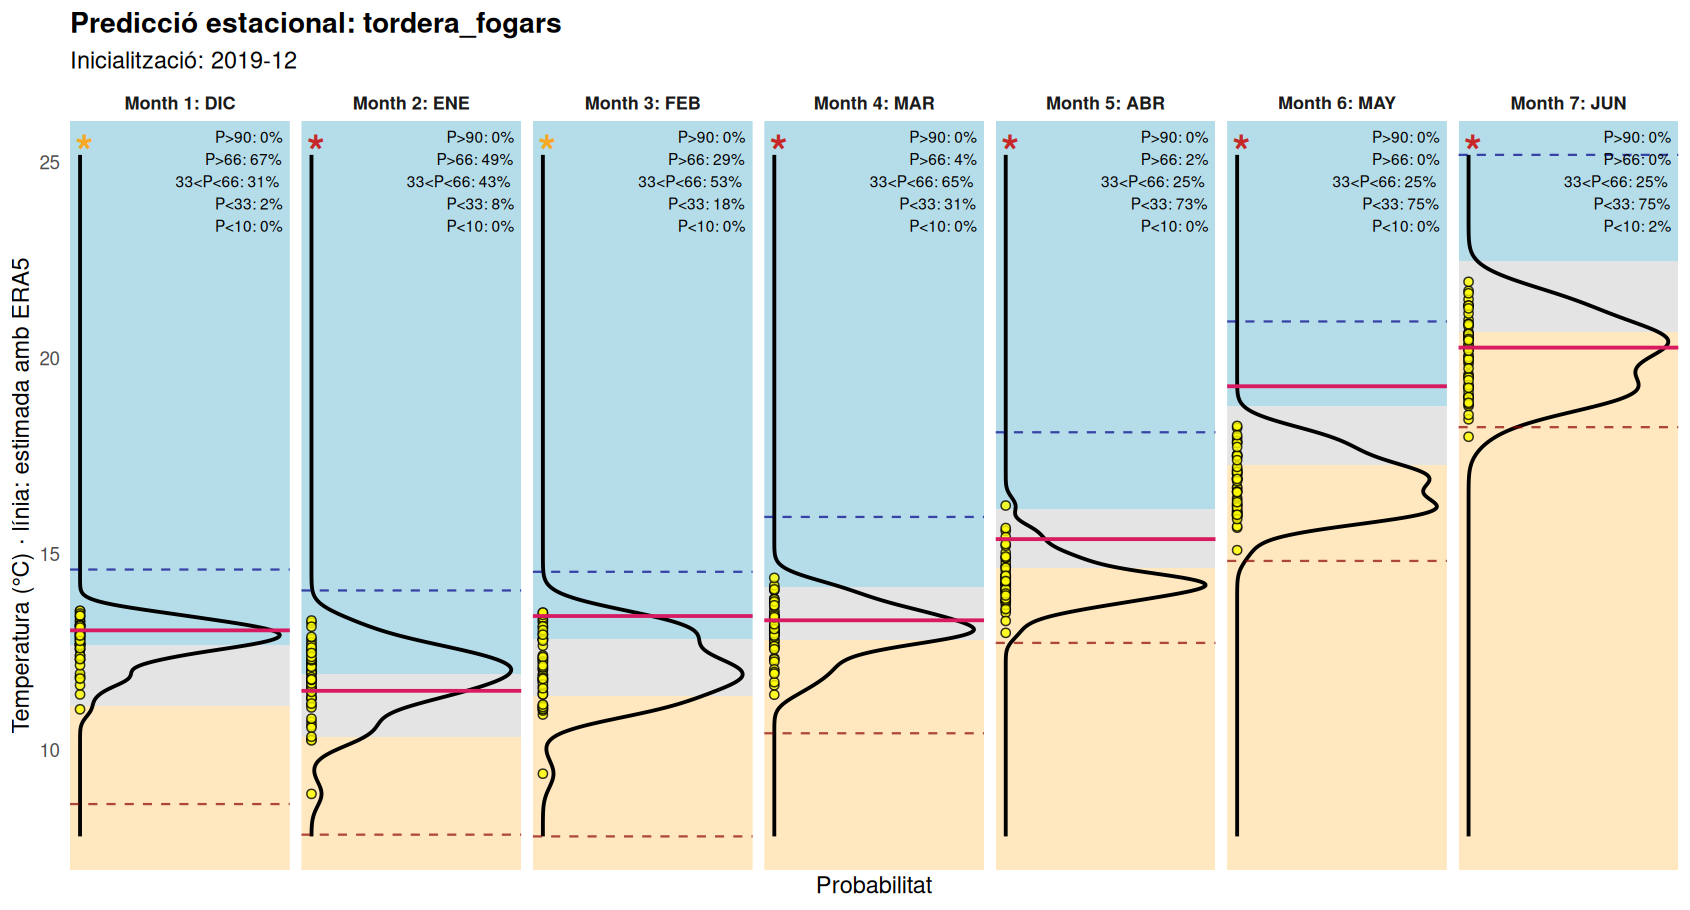 Predicció estacional: tordera_fogars
Inicialització: 2019-12
Month 1: DIC
Month 2: ENE
Month 3: FEB
Month 4: MAR
Month 5: ABR
Month 6: MAY
Month 7: JUN
P>90: 0%
P>66: 67%
33<P<66: 31%
P<33: 2%
P<10: 0%
P>90: 0%
P>66: 49%
33<P<66: 43%
P<33: 8%
P<10: 0%
P>90: 0%
P>66: 29%
33<P<66: 53%
P<33: 18%
P<10: 0%
P>90: 0%
P>66: 4%
33<P<66: 65%
P<33: 31%
P<10: 0%
P>90: 0%
P>66: 2%
33<P<66: 25%
P<33: 73%
P<10: 0%
P>90: 0%
P>66: 0%
33<P<66: 25%
P<33: 75%
P<10: 0%
P>90: 0%
P>66: 0%
33<P<66: 25%
P<33: 75%
P<10: 2%
25
20
15
10
Temperatura (°C) · línia: estimada amb ERA5
Probabilitat